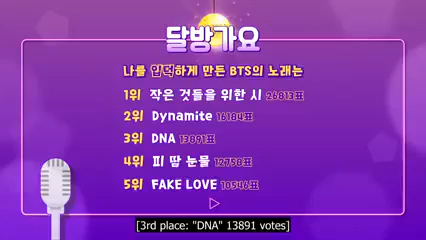 달방가요
나를 입덕하게 만든 BTS의 노래는
1위 작은 것들을 위한 시 26813표
2위 Dynamite 16184표
3위 DNA 13891표
4위 피 땀 눈물 12758표
5위 FAKE LOVE 10546표
[3rd place: "DNA" 13891 votes]